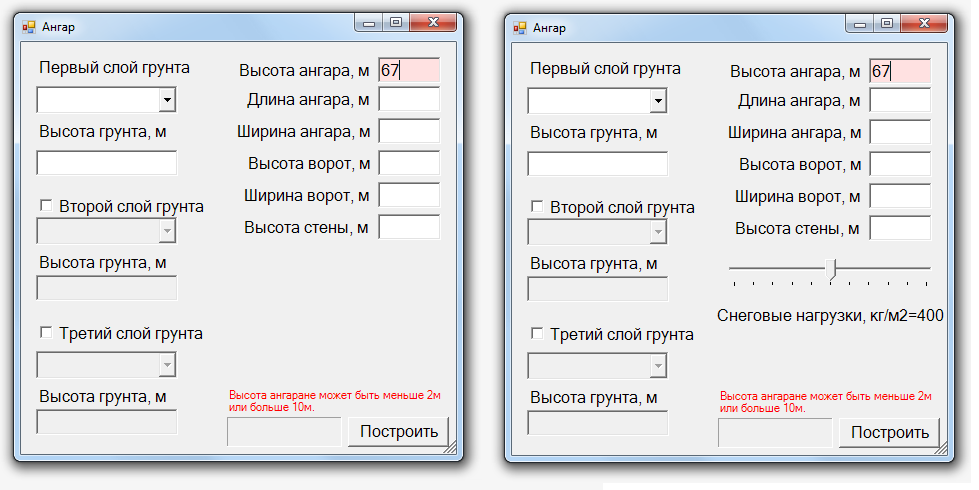 Ангар
Первый слой грунта
Высота грунта, м
Второй слой грунта
Высота грунта, м
Третий слой грунта
Высота грунта, м
Высота ангара, м 67
Длина ангара, м
Ширина ангара, м
Высота ворот, м
Ширина ворот, м
Высота стены, м
Высота ангаране может быть меньше 2м
или больше 10м.
Построить
Ангар
Первый слой грунта
Высота грунта, м
Второй слой грунта
Высота грунта, м
Третий слой грунта
Высота грунта, м
Высота ангара, м 67
Длина ангара, м
Ширина ангара, м
Высота ворот, м
Ширина ворот, м
Высота стены, м
Снеговые нагрузки, кг/м2=400
Высота ангаране может быть меньше 2м
или больше 10м.
Построить